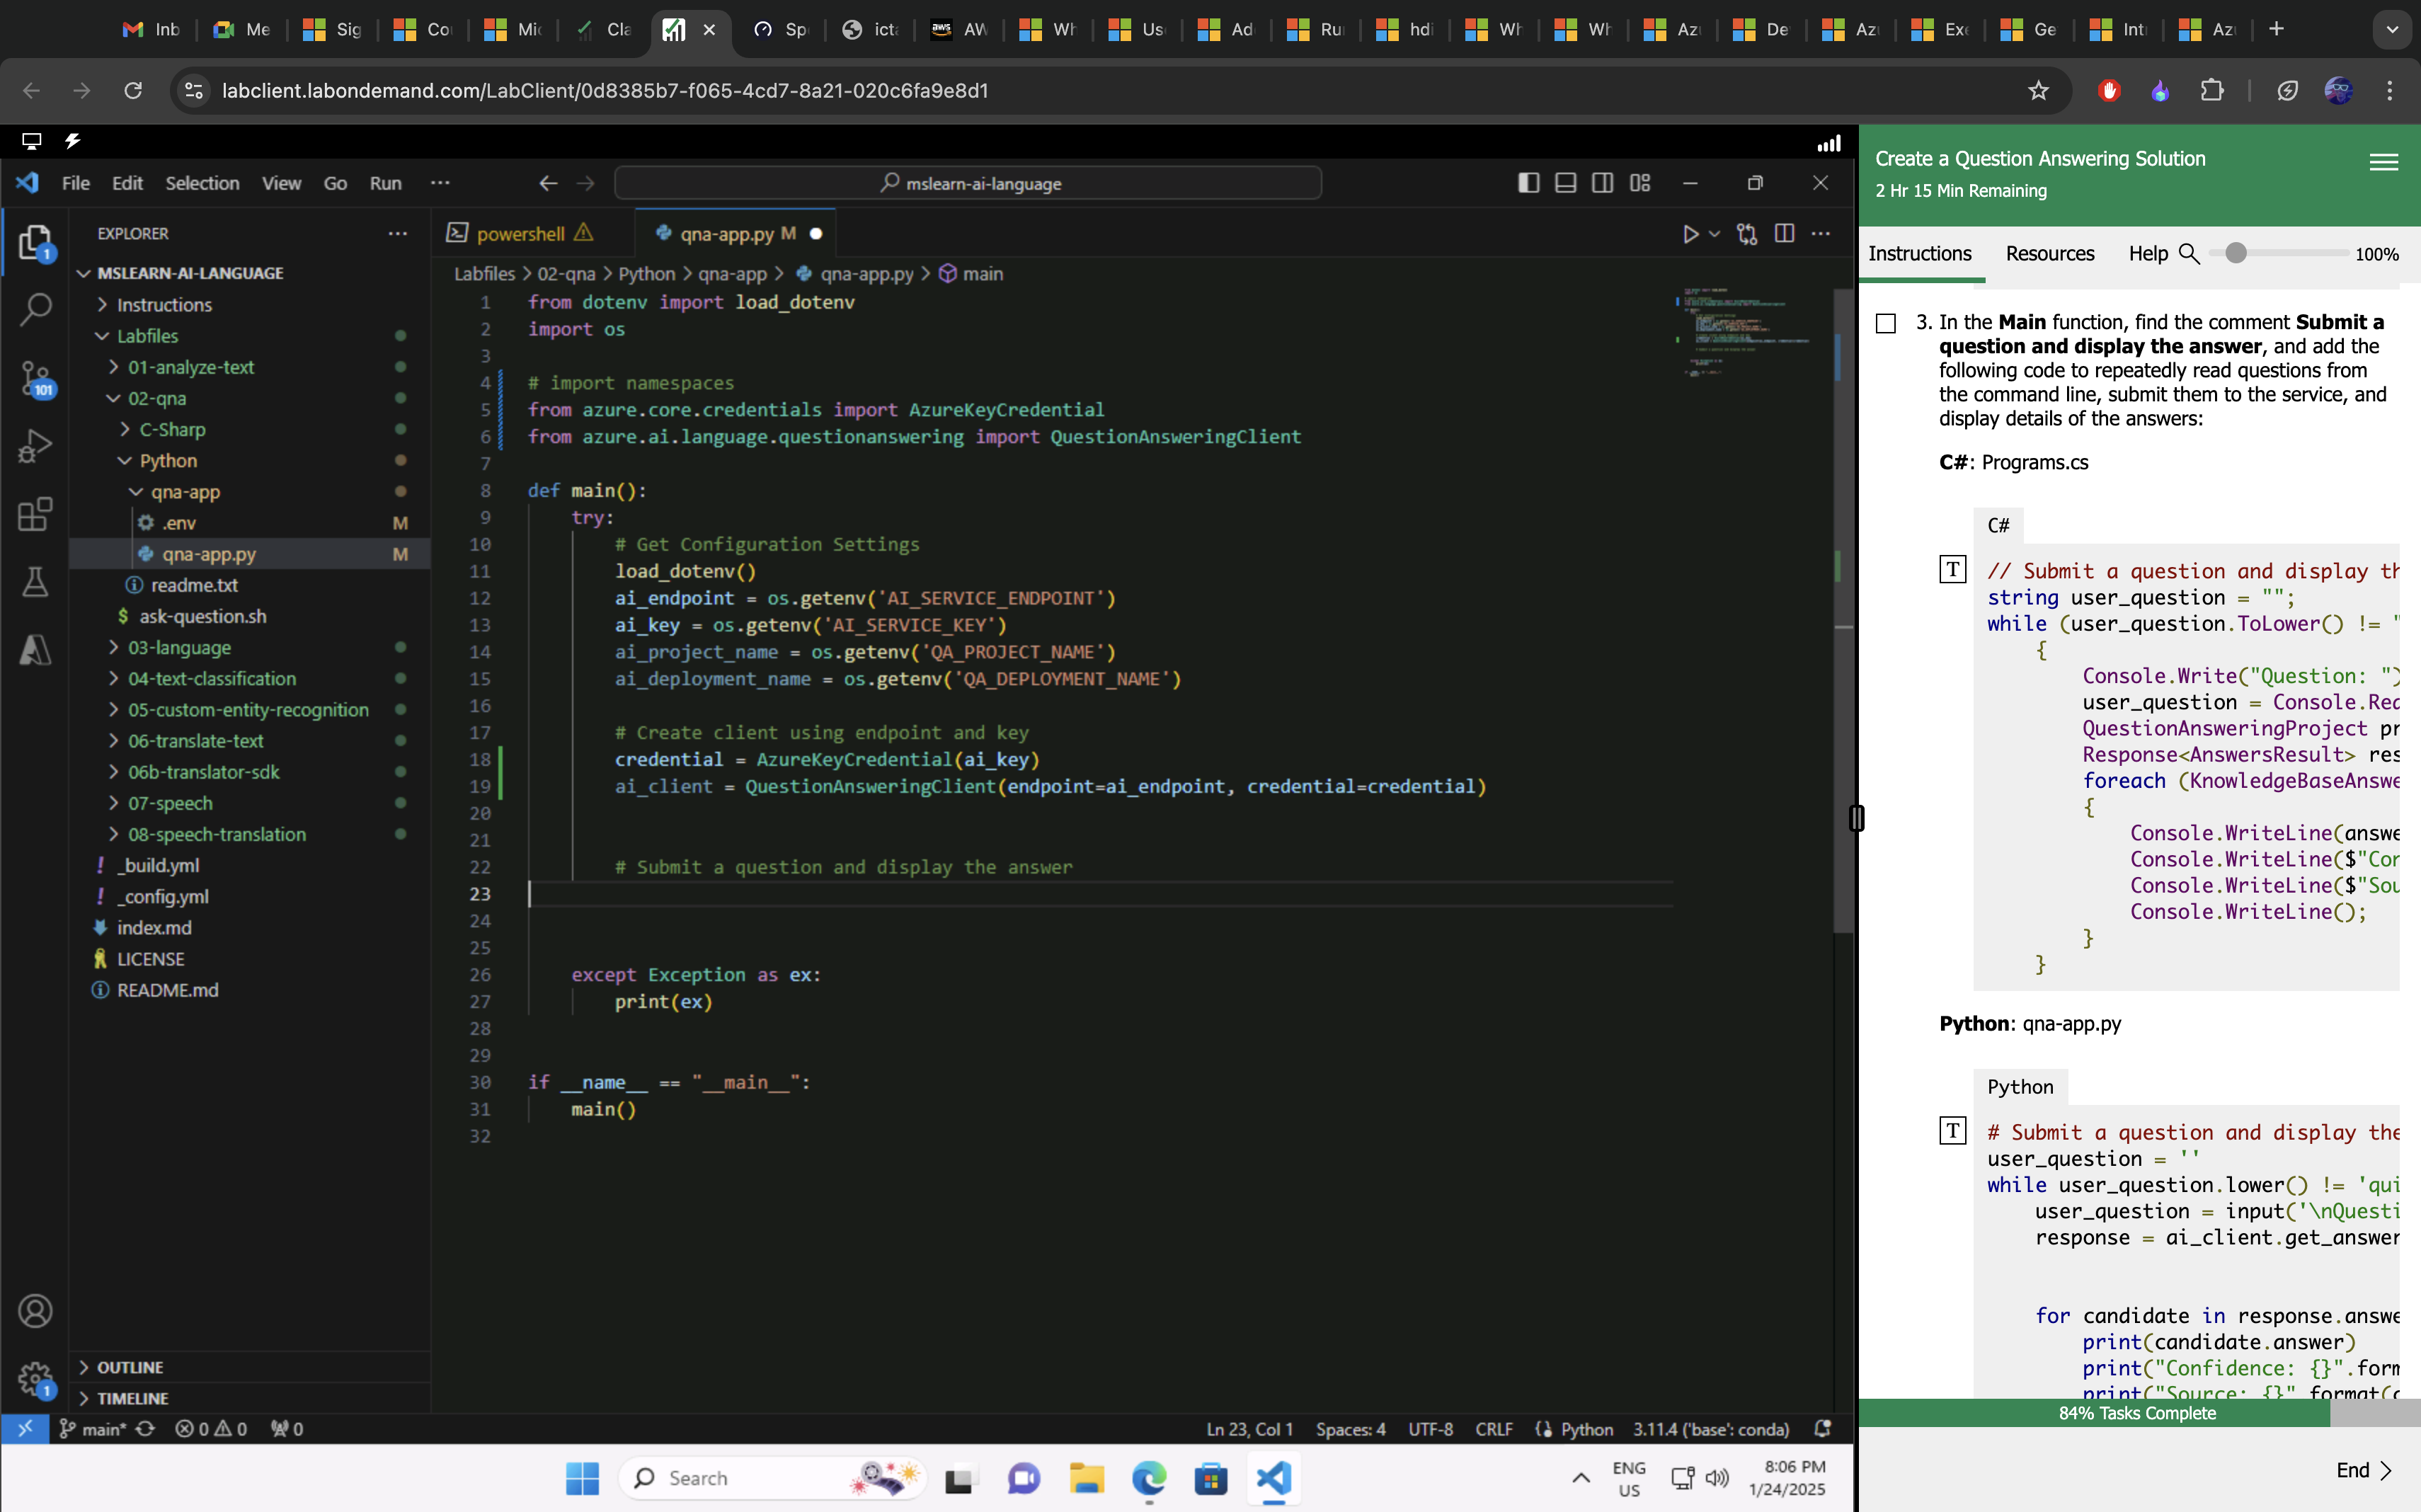 Inb
Me
Sig
Co
Mic
Cla
Sp
icta
aws
AW
Wh
Us
Ad
Ru
hdi
Wh
Wh
Azu
De
Az
Exe
Ge
Int
Az
labclient.labondemand.com/LabClient/0d8385b7-f065-4cd7-8a21-020c6fa9e8d1
File Edit Selection View Go Run ···
mslearn-ai-language
EXPLORER
MSLEARN-AI-LANGUAGE
Instructions
Labfiles
01-analyze-text
02-qna
C-Sharp
Python
qna-app
.env M
qna-app.py M
readme.txt
$ ask-question.sh
03-language
04-text-classification
05-custom-entity-recognition
06-translate-text
06b-translator-sdk
07-speech
08-speech-translation
! _build.yml
! _config.yml
index.md
LICENSE
README.md
OUTLINE
TIMELINE
1
101
1
powershell
qna-app.py M
Labfiles > 02-qna > Python > qna-app > qna-app.py > main
1 from dotenv import load_dotenv
2 import os
3
4 # import namespaces
5 from azure.core.credentials import AzureKeyCredential
6 from azure.ai.language.questionanswering import QuestionAnsweringClient
7
8 def main():
9 try:
10 # Get Configuration Settings
11 load_dotenv()
12 ai_endpoint = os.getenv('AI_SERVICE_ENDPOINT')
13 ai_key = os.getenv('AI_SERVICE_KEY')
14 ai_project_name = os.getenv('QA_PROJECT_NAME')
15 ai_deployment_name = os.getenv('QA_DEPLOYMENT_NAME')
16
17 # Create client using endpoint and key
18 credential = AzureKeyCredential(ai_key)
19 ai_client = QuestionAnsweringClient(endpoint=ai_endpoint, credential=credential)
20
21
22 # Submit a question and display the answer
23
24
25
26 except Exception as ex:
27 print(ex)
28
29
30 if __name__ == "__main__":
31 main()
32
main* 0 0 0
Ln 23, Col 1 Spaces: 4 UTF-8 CRLF Python 3.11.4 ('base': conda)
Search
ENG
US
8:06 PM
1/24/2025
Create a Question Answering Solution
2 Hr 15 Min Remaining
Instructions Resources Help 100%
3. In the Main function, find the comment Submit a
question and display the answer, and add the
following code to repeatedly read questions from
the command line, submit them to the service, and
display details of the answers:
C#: Programs.cs
C#
T
// Submit a question and display th
string user_question = "";
while (user_question.ToLower() != "
{
Console.Write("Question: ")
user_question = Console.Rea
QuestionAnsweringProject pr
Response<AnswersResult> res
foreach (KnowledgeBaseAnswe
{
Console.WriteLine(answe
Console.WriteLine($"Cor
Console.WriteLine($"Sou
Console.WriteLine();
}
}
Python: qna-app.py
Python
T
# Submit a question and display the
user_question = ''
while user_question.lower() != 'qui
user_question = input('\nQuesti
response = ai_client.get_answer
for candidate in response.answe
print(candidate.answer)
print("Confidence: {}".form
print("Source: {}".format(c
84% Tasks Complete
End